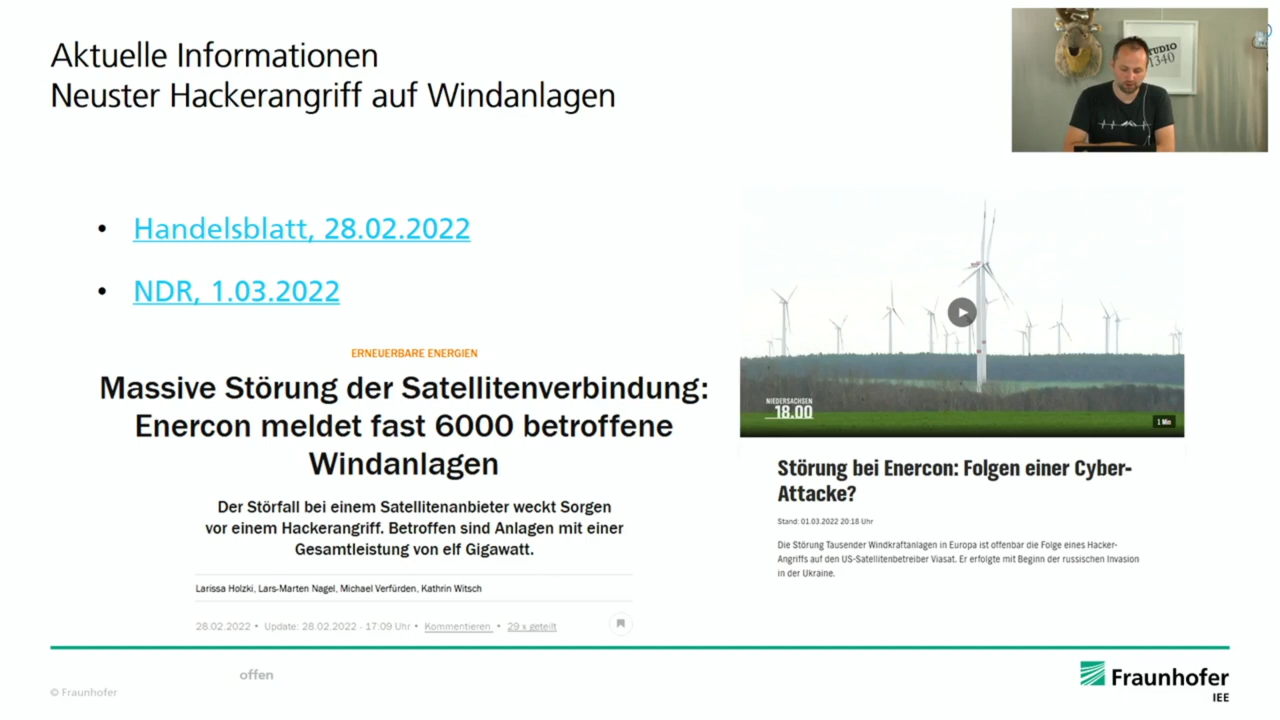 Aktuelle Informationen
Neuster Hackerangriff auf Windanlagen
STUDIO
1340
• Handelsblatt, 28.02.2022
• NDR, 1.03.2022
ERNEUERBARE ENERGIEN
Massive Störung der Satellitenverbindung:
Enercon meldet fast 6000 betroffene
Windanlagen
Der Störfall bei einem Satellitenanbieter weckt Sorgen
vor einem Hackerangriff. Betroffen sind Anlagen mit einer
Gesamtleistung von elf Gigawatt.
Larissa Holzki, Lars-Marten Nagel, Michael Verfürden, Kathrin Witsch
28.02.2022 • Update: 28.02.2022 - 17:09 Uhr • Kommentieren • 29 x geteilt
NIEDERSACHSEN
18.00
1 Min
Störung bei Enercon: Folgen einer Cyber-
Attacke?
Stand: 01.03.2022 20:18 Uhr
Die Störung Tausender Windkraftanlagen in Europa ist offenbar die Folge eines Hacker-
Angriffs auf den US-Satellitenbetreiber Viasat. Er erfolgte mit Beginn der russischen Invasion
in der Ukraine.
offen
© Fraunhofer
Fraunhofer
IEE